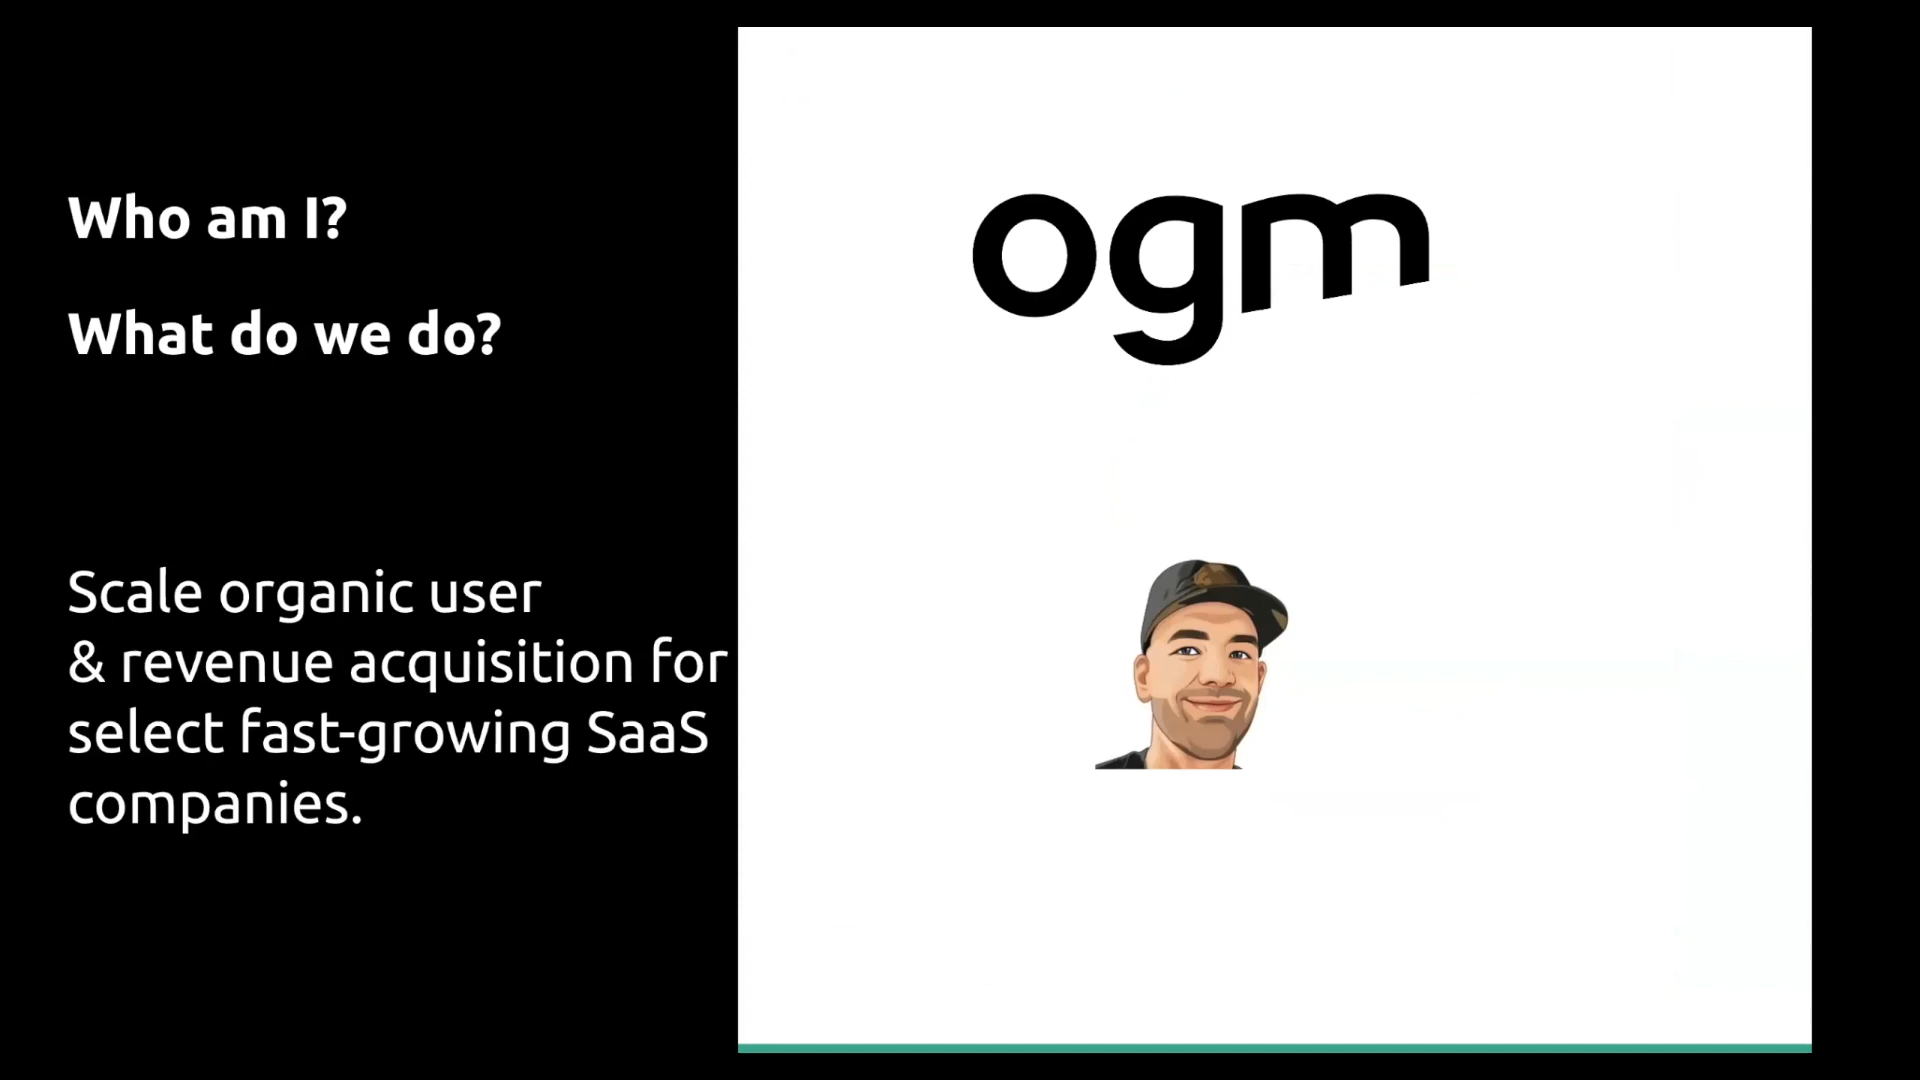 Who am I?
What do we do?
Scale organic user
& revenue acquisition for
select fast-growing SaaS
companies.
ogm